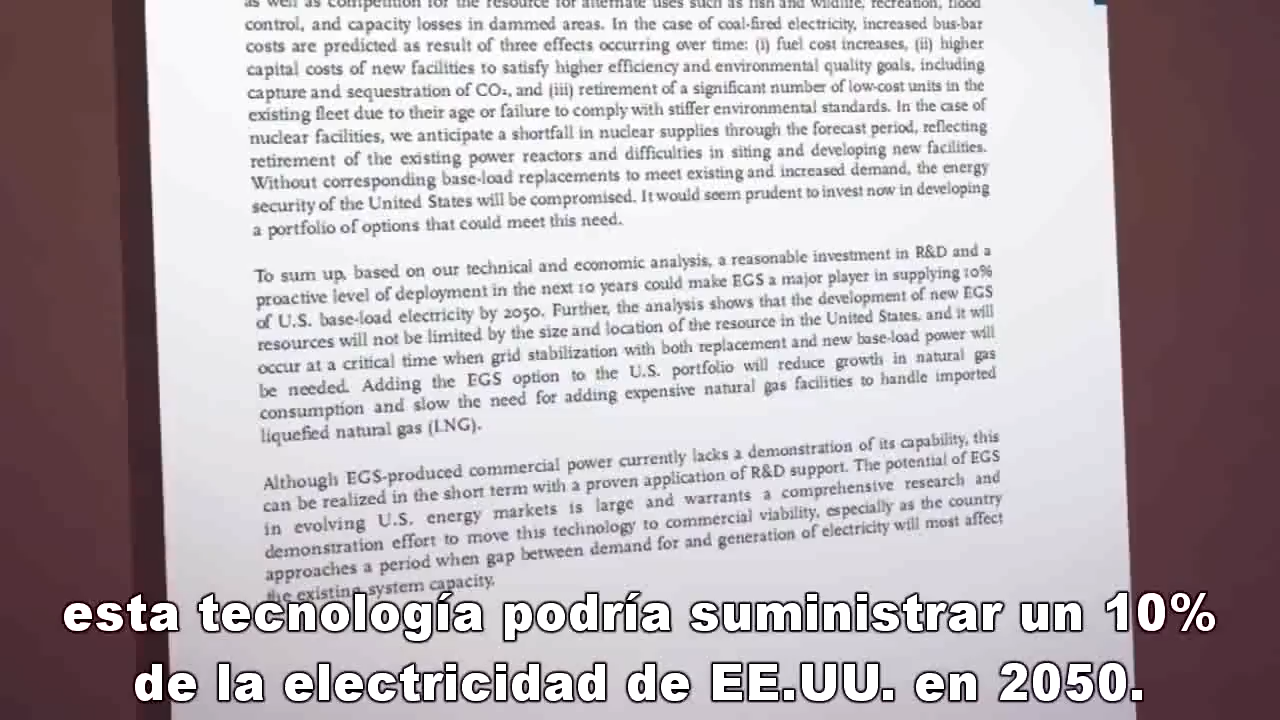 as well as competition for the resource for alternate uses such as fish and wildlife, recreation, flood
control, and capacity losses in dammed areas. In the case of coal-fired electricity, increased bus-bar
costs are predicted as result of three effects occurring over time: (i) fuel cost increases, (ii) higher
capital costs of new facilities to satisfy higher efficiency and environmental quality goals, including
capture and sequestration of CO₂, and (iii) retirement of a significant number of low-cost units in the
existing fleet due to their age or failure to comply with stiffer environmental standards. In the case of
nuclear facilities, we anticipate a shortfall in nuclear supplies through the forecast period, reflecting
retirement of the existing power reactors and difficulties in siting and developing new facilities.
Without corresponding base-load replacements to meet existing and increased demand, the energy
security of the United States will be compromised. It would seem prudent to invest now in developing
a portfolio of options that could meet this need.
To sum up, based on our technical and economic analysis, a reasonable investment in R&D and a
proactive level of deployment in the next 10 years could make EGS a major player in supplying 10%
of U.S. base-load electricity by 2050. Further, the analysis shows that the development of new EGS
resources will not be limited by the size and location of the resource in the United States, and it will
occur at a critical time when grid stabilization with both replacement and new base-load power will
be needed. Adding the EGS option to the U.S. portfolio will reduce growth in natural gas
consumption and slow the need for adding expensive natural gas facilities to handle imported
liquefied natural gas (LNG).
Although EGS-produced commercial power currently lacks a demonstration of its capability, this
can be realized in the short term with a proven application of R&D support. The potential of EGS
in evolving U.S. energy markets is large and warrants a comprehensive research and
demonstration effort to move this technology to commercial viability, especially as the country
approaches a period when gap between demand for and generation of electricity will most affect
the existing system capacity.
esta tecnología podría suministrar un 10%
de la electricidad de EE.UU. en 2050.